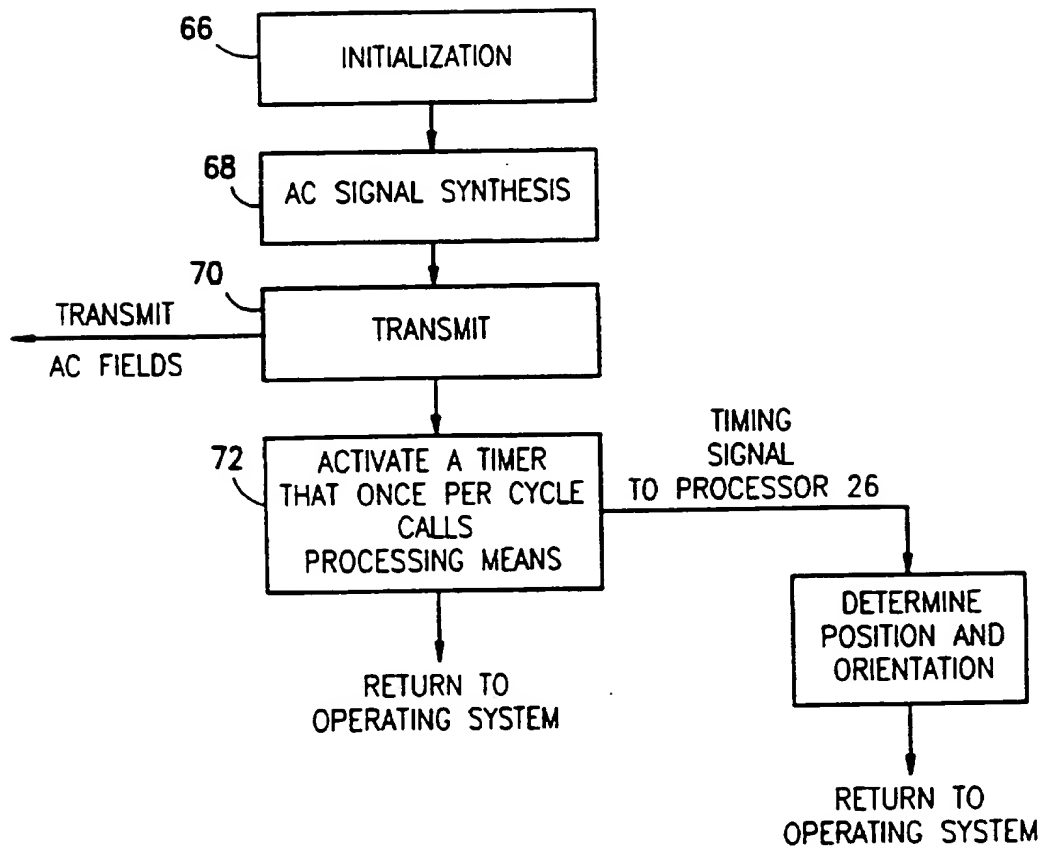 66
INITIALIZATION
68
AC SIGNAL SYNTHESIS
70
TRANSMIT
TRANSMIT
AC FIELDS
72
ACTIVATE A TIMER
THAT ONCE PER CYCLE
CALLS
PROCESSING MEANS
TIMING
SIGNAL
TO PROCESSOR 26
DETERMINE
POSITION AND
ORIENTATION
RETURN TO
OPERATING SYSTEM
RETURN TO
OPERATING SYSTEM